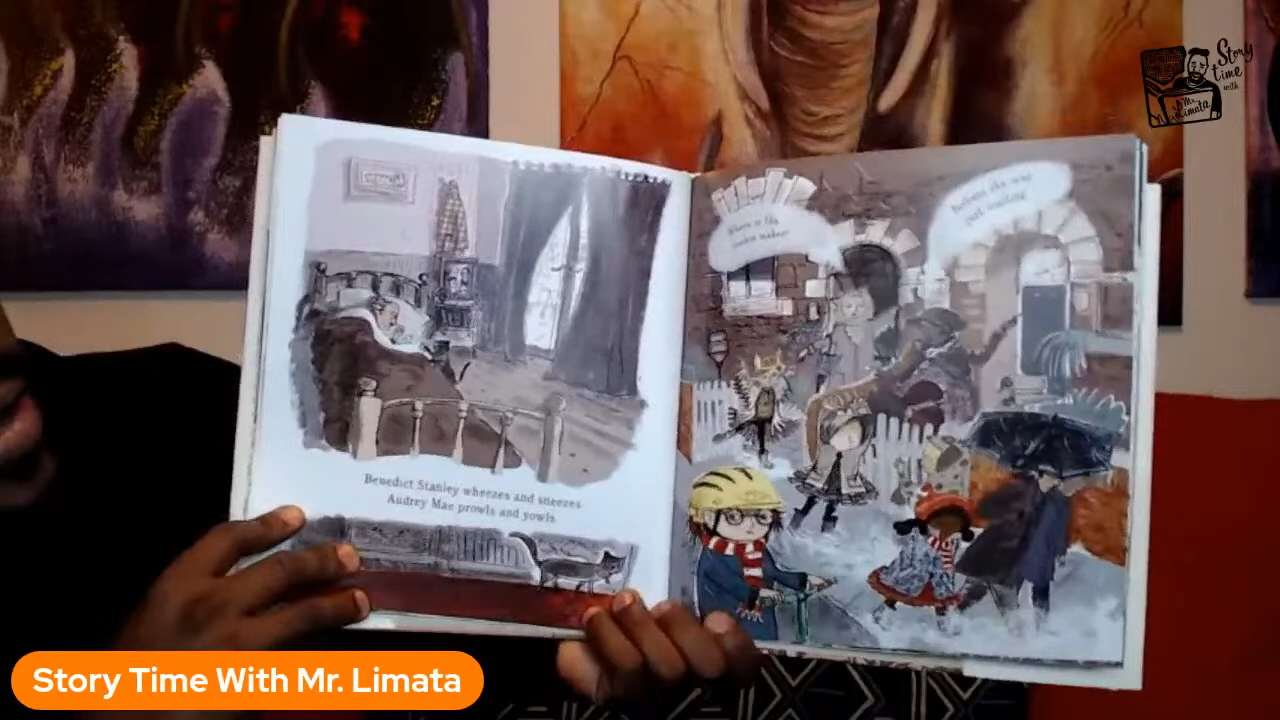 Story
time
with
Mr.
Limata
Where is the
cookie maker?
Benedict Stanley wheezes and sneezes.
Audrey Mae prowls and yowls.
Story Time With Mr. Limata